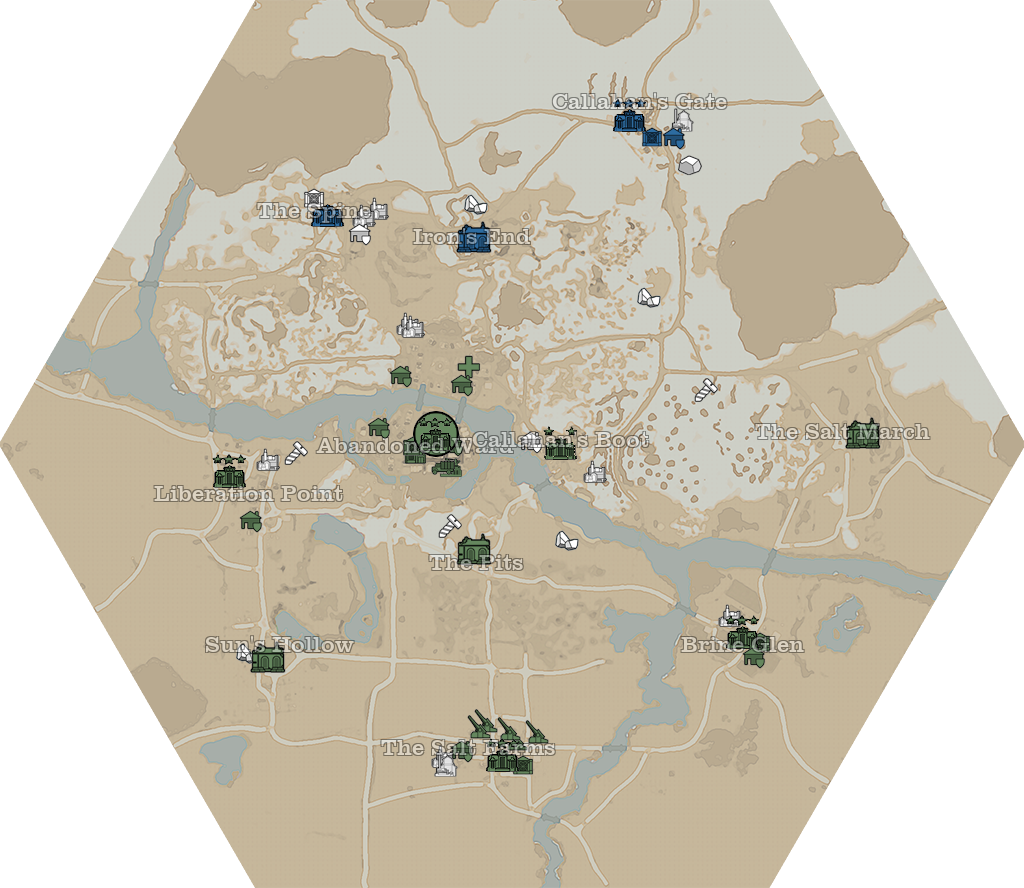 Callahan's Gate
The Spine
Iron's End
Abandoned Ward
Callahan's Boot
The Salt March
Liberation Point
The Pits
Sun's Hollow
Brine Glen
The Salt Farms